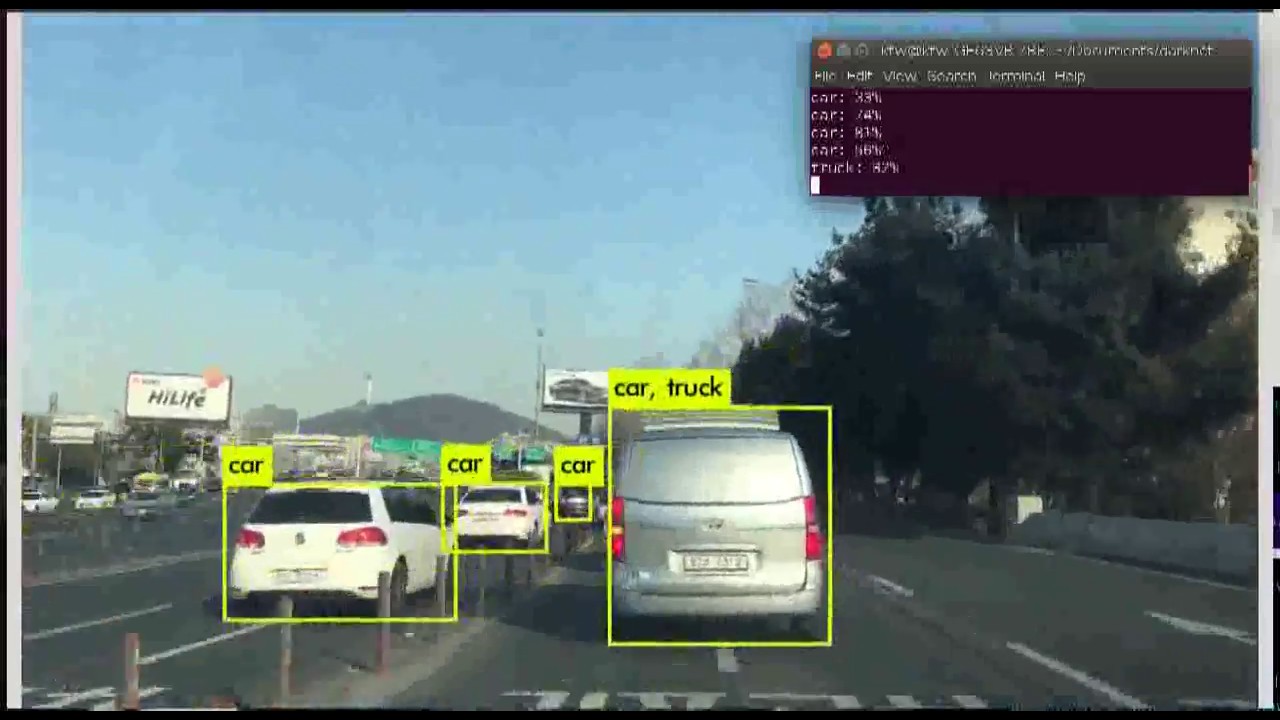 File Edit View Search Terminal Help
car: 33%
car: 74%
car: 81%
truck: 82%
HiLife
car, truck
car
car
car